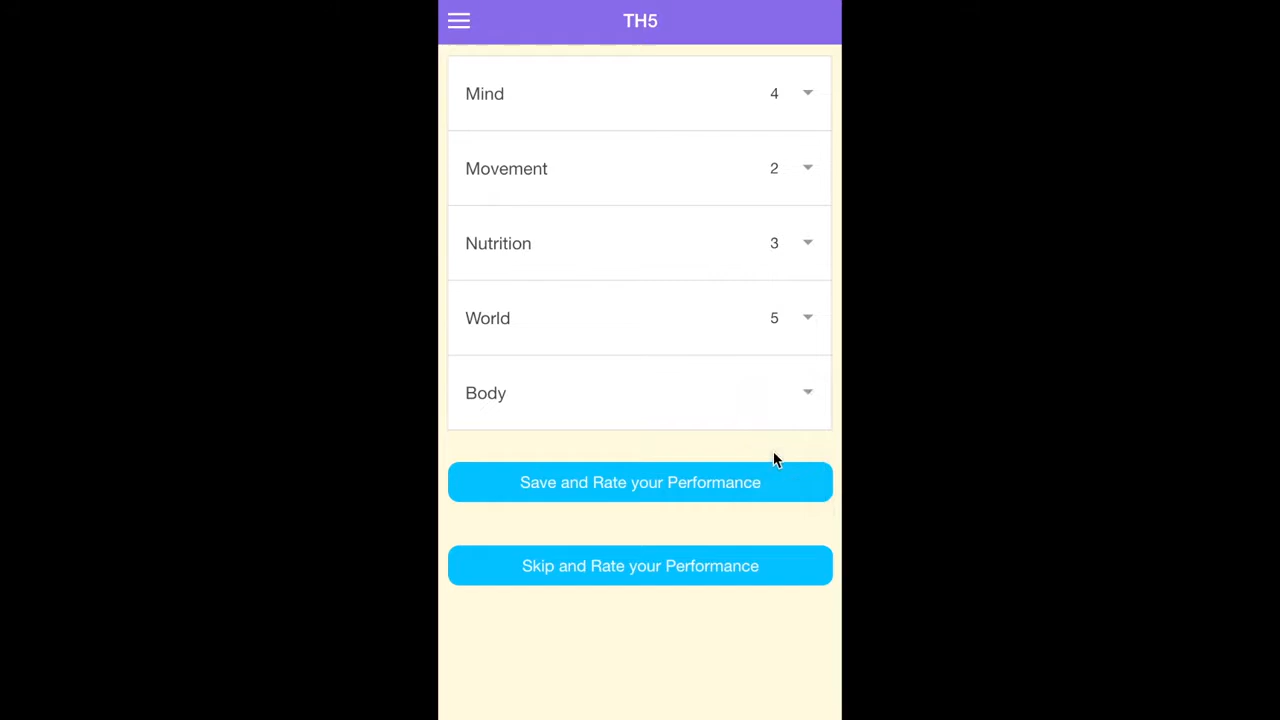 TH5
Mind 4
Movement 2
Nutrition 3
World 5
Body
Save and Rate your Performance
Skip and Rate your Performance